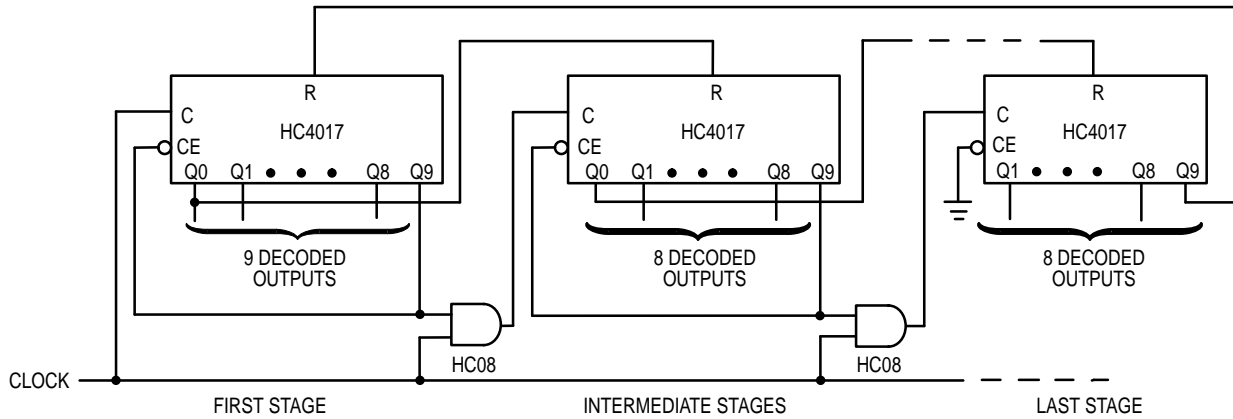 R R R
C C C
HC4017 HC4017 HC4017
CE CE CE
Q0 Q1 Q8 Q9 Q0 Q1 Q8 Q9 Q1 Q8 Q9
9 DECODED 8 DECODED 8 DECODED
OUTPUTS OUTPUTS OUTPUTS
HC08 HC08
CLOCK
FIRST STAGE INTERMEDIATE STAGES LAST STAGE